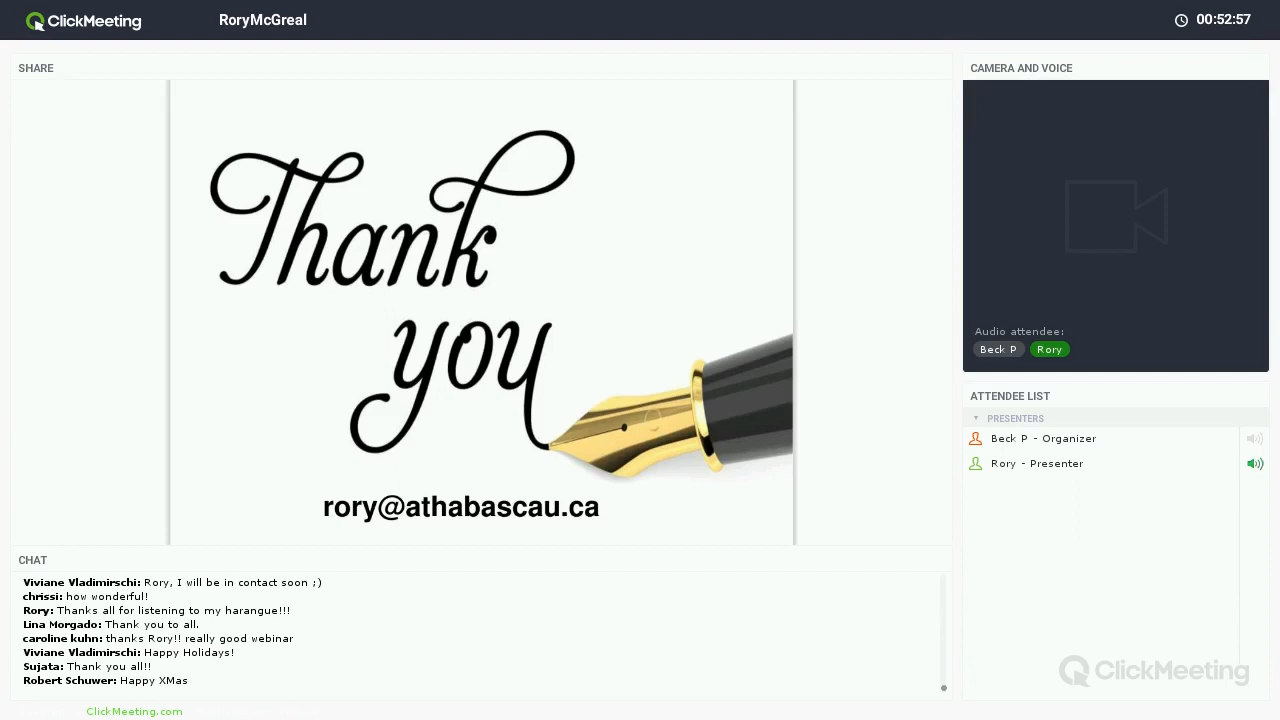 ClickMeeting
RoryMcGreal
00:52:57
SHARE
Thank
you
rory@athabascau.ca
CHAT
Viviane Vladimirschi: Rory, I will be in contact soon ;)
chrissi: how wonderful!
Rory: Thanks all for listening to my harangue!!!
Lina Morgado: Thank you to all.
caroline kuhn: thanks Rory!! really good webinar
Viviane Vladimirschi: Happy Holidays!
Sujata: Thank you all!!
Robert Schuwer: Happy XMas
ClickMeeting.com
CAMERA AND VOICE
Audio attendee:
Beck P Rory
ATTENDEE LIST
PRESENTERS
Beck P - Organizer
Rory - Presenter
ClickMeeting